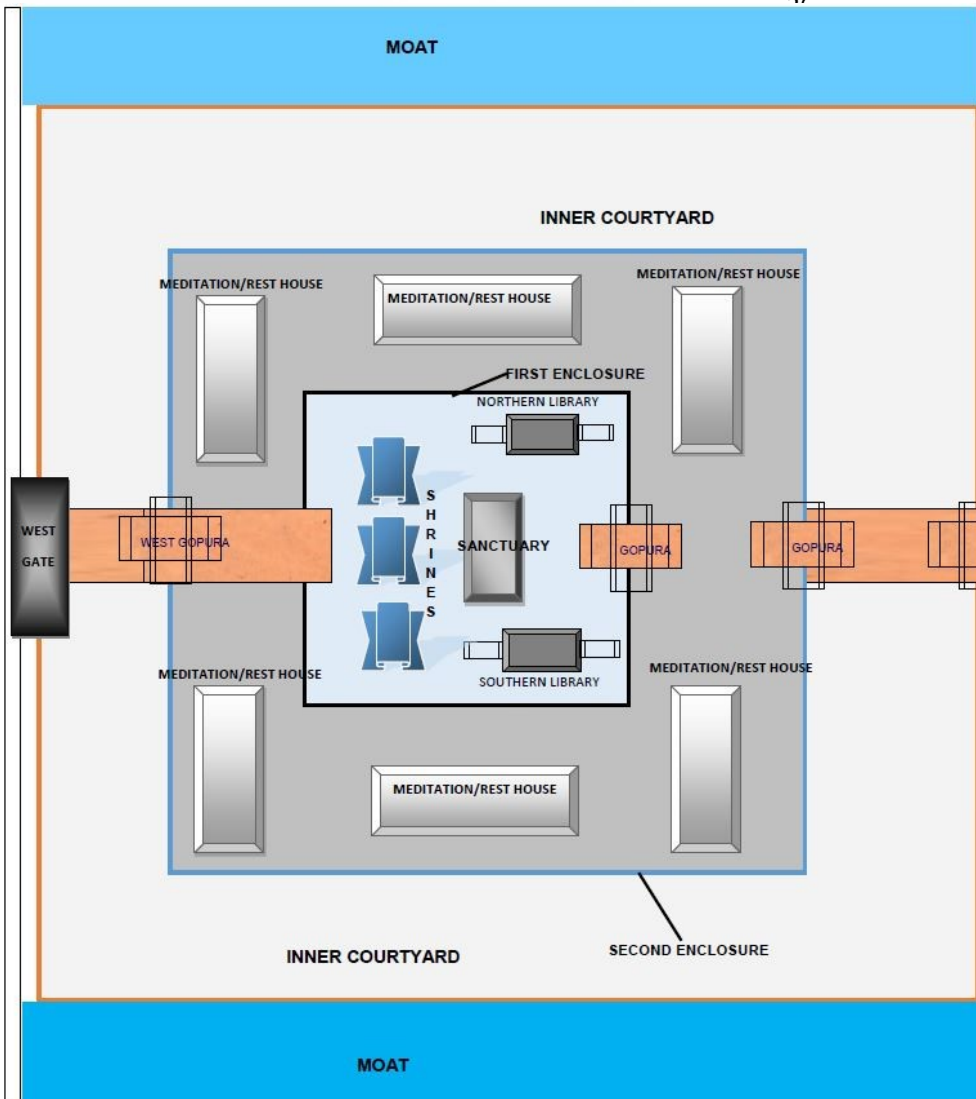 MOAT
INNER COURTYARD
MEDITATION/REST HOUSE
MEDITATION/REST HOUSE
MEDITATION/REST HOUSE
FIRST ENCLOSURE
NORTHERN LIBRARY
SHRINES
WEST
GATE
WEST GOPURA
SANCTUARY
GOPURA
GOPURA
MEDITATION/REST HOUSE
MEDITATION/REST HOUSE
SOUTHERN LIBRARY
MEDITATION/REST HOUSE
SECOND ENCLOSURE
INNER COURTYARD
MOAT